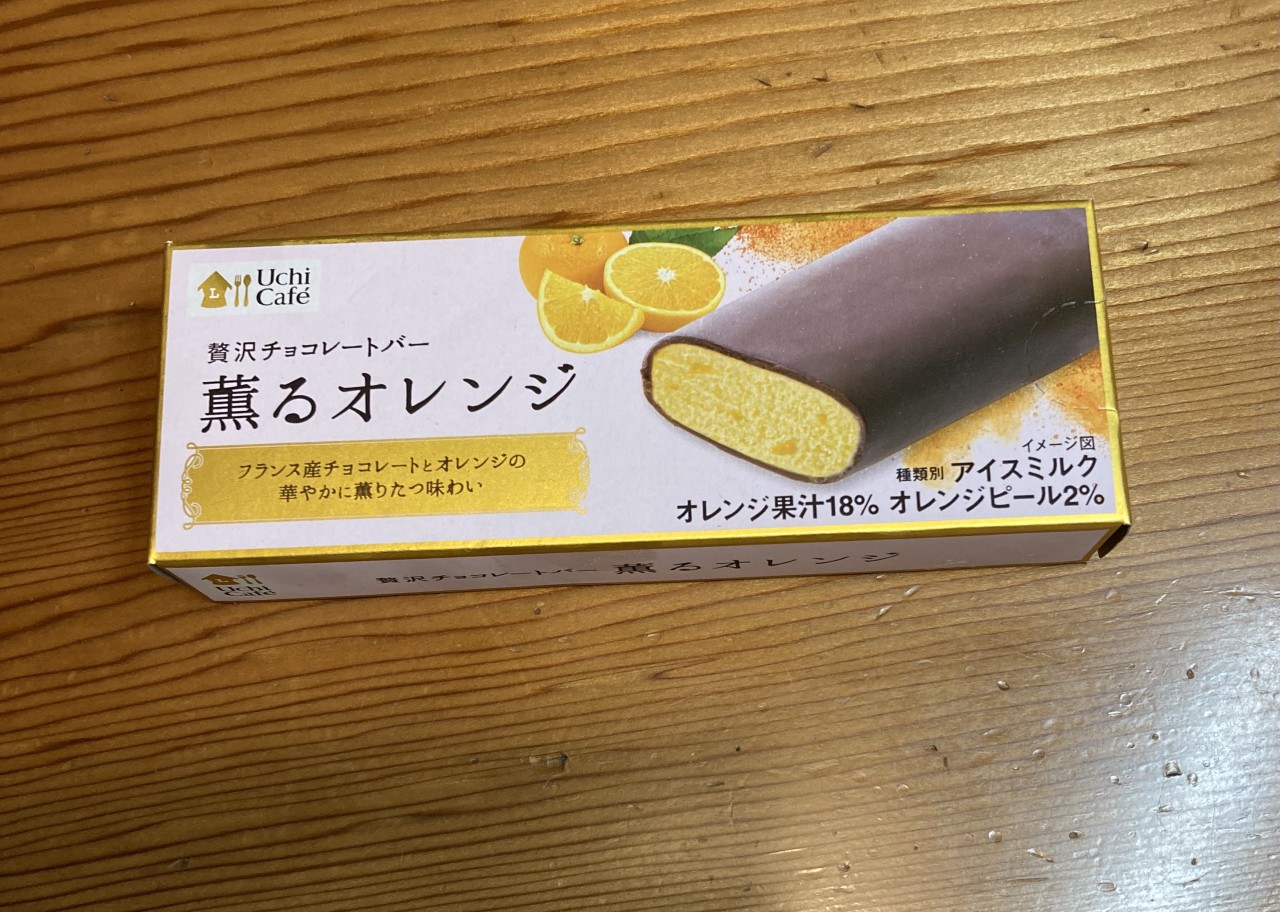 Uchi
Café
L
贅沢チョコレートバー
薫るオレンジ
フランス産チョコレートとオレンジの
華やかに薫りたつ味わい
イメージ図
種類別 アイスミルク
オレンジ果汁18% オレンジピール2%
Uchi
Café
贅沢チョコレートバー 薫るオレンジ